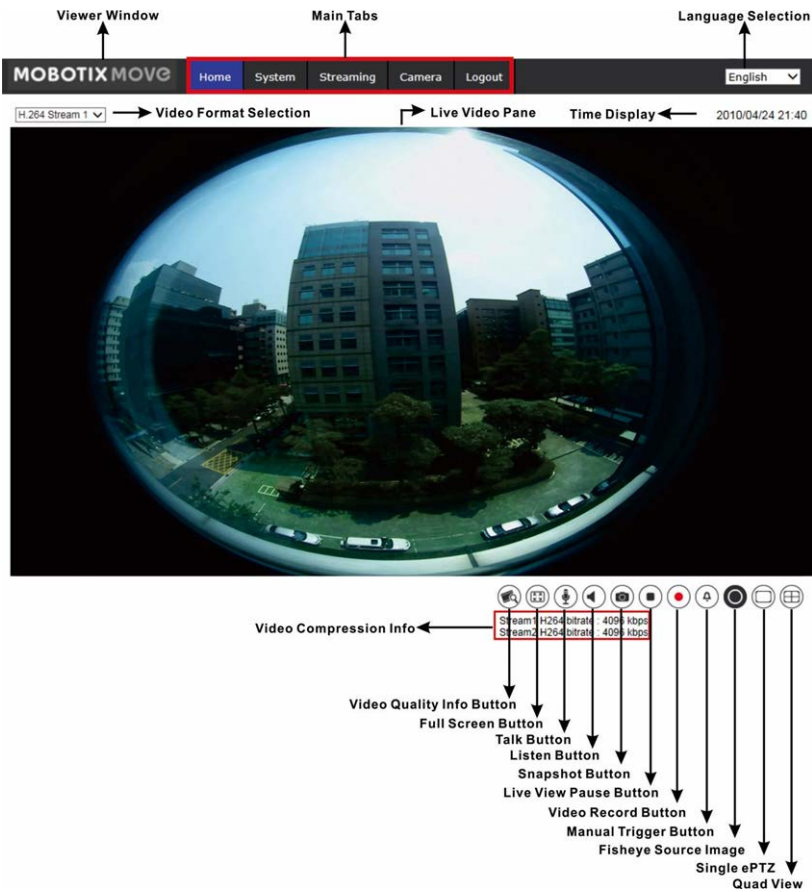 Viewer Window Main Tabs Language Selection
MOBOTIX MOVE Home System Streaming Camera Logout English
H.264 Stream 1 Video Format Selection Live Video Pane Time Display 2010/04/24 21:40
Video Compression Info
Stream1 H264 bitrate : 4096 kbps
Stream2 H264 bitrate : 4096 kbps
Video Quality Info Button
Full Screen Button
Talk Button
Listen Button
Snapshot Button
Live View Pause Button
Video Record Button
Manual Trigger Button
Fisheye Source Image
Single ePTZ
Quad View